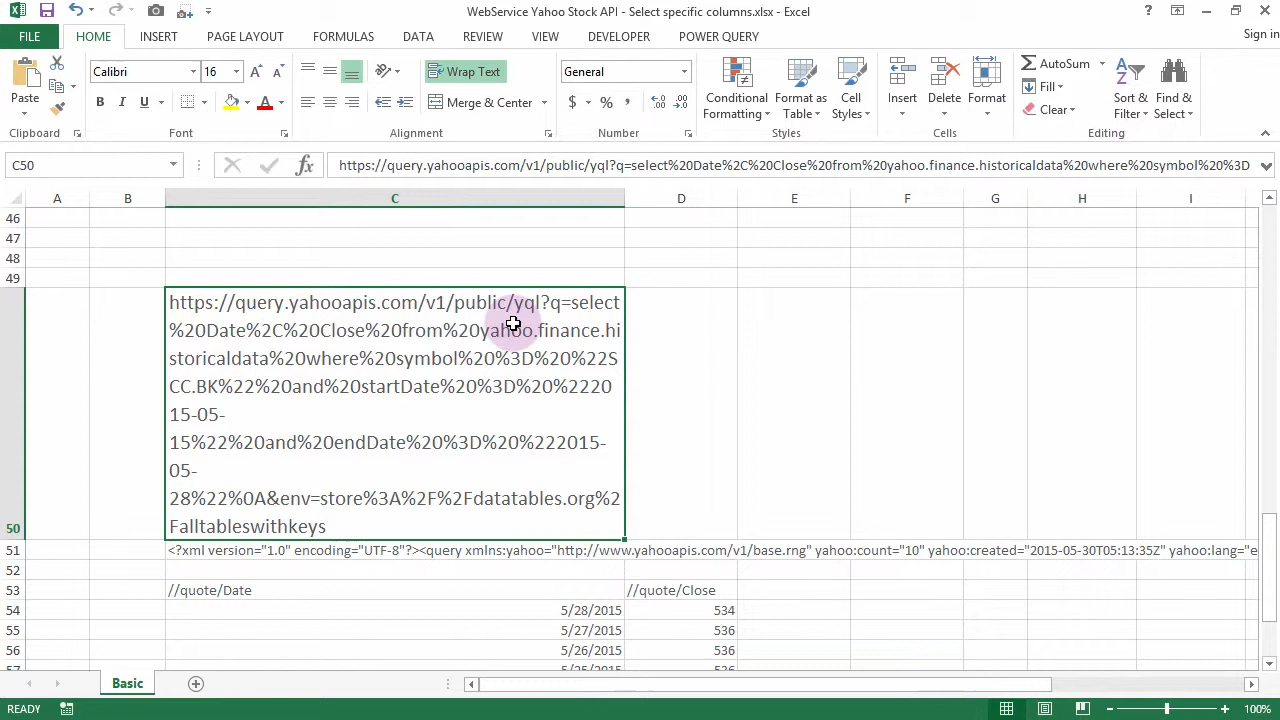 WebService Yahoo Stock API - Select specific columns.xlsx - Excel
FILE HOME INSERT PAGE LAYOUT FORMULAS DATA REVIEW VIEW DEVELOPER POWER QUERY Sign in
Paste
Calibri 16
B I U A
Wrap Text
Merge & Center
General
$ % ,
Conditional Formatting
Format as Table
Cell Styles
Insert
Delete
Format
AutoSum
Fill
Clear
Sort & Filter
Find & Select
Clipboard Font Alignment Number Styles Cells Editing
C50 fx https://query.yahooapis.com/v1/public/yql?q=select%20Date%2C%20Close%20from%20yahoo.finance.historicaldata%20where%20symbol%20%3D
A B C D E F G H I
46
47
48
49
https://query.yahooapis.com/v1/public/yql?q=select
%20Date%2C%20Close%20from%20yahoo.finance.hi
storicaldata%20where%20symbol%20%3D%20%22S
CC.BK%22%20and%20startDate%20%3D%20%2220
15-05-
15%22%20and%20endDate%20%3D%20%222015-
05-
28%22%0A&env=store%3A%2F%2Fdatatables.org%2
50 Falltableswithkeys
51 <?xml version="1.0" encoding="UTF-8"?><query xmlns:yahoo="http://www.yahooapis.com/v1/base.rng" yahoo:count="10" yahoo:created="2015-05-30T05:13:35Z" yahoo:lang="e
52
53 //quote/Date //quote/Close
54 5/28/2015 534
55 5/27/2015 536
56 5/26/2015 536
57 5/25/2015 536
Basic
READY 100%